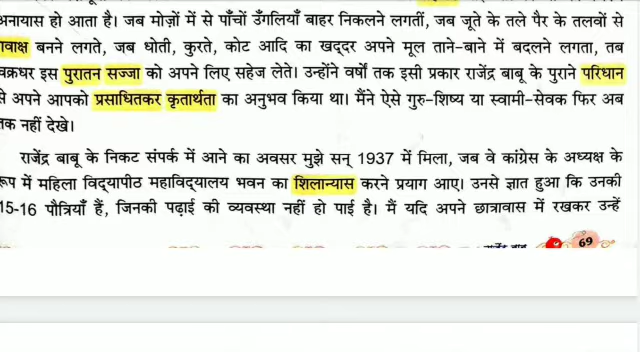 अनायास हो आता है। जब मोज़ों में से पाँचों उँगलियाँ बाहर निकलने लगतीं, जब जूते के तले पैर के तलवों से
गवाक्ष बनने लगते, जब धोती, कुरते, कोट आदि का खद्दर अपने मूल ताने-बाने में बदलने लगता, तब
चक्रधर इस पुरातन सज्जा को अपने लिए सहेज लेते। उन्होंने वर्षों तक इसी प्रकार राजेंद्र बाबू के पुराने परिधान
से अपने आपको प्रसाधितकर कृतार्थता का अनुभव किया था। मैंने ऐसे गुरु-शिष्य या स्वामी-सेवक फिर अब
तक नहीं देखे।
राजेंद्र बाबू के निकट संपर्क में आने का अवसर मुझे सन् 1937 में मिला, जब वे कांग्रेस के अध्यक्ष के
रूप में महिला विद्यापीठ महाविद्यालय भवन का शिलान्यास करने प्रयाग आए। उनसे ज्ञात हुआ कि उनकी
15-16 पौत्रियाँ हैं, जिनकी पढ़ाई की व्यवस्था नहीं हो पाई है। मैं यदि अपने छात्रावास में रखकर उन्हें
69